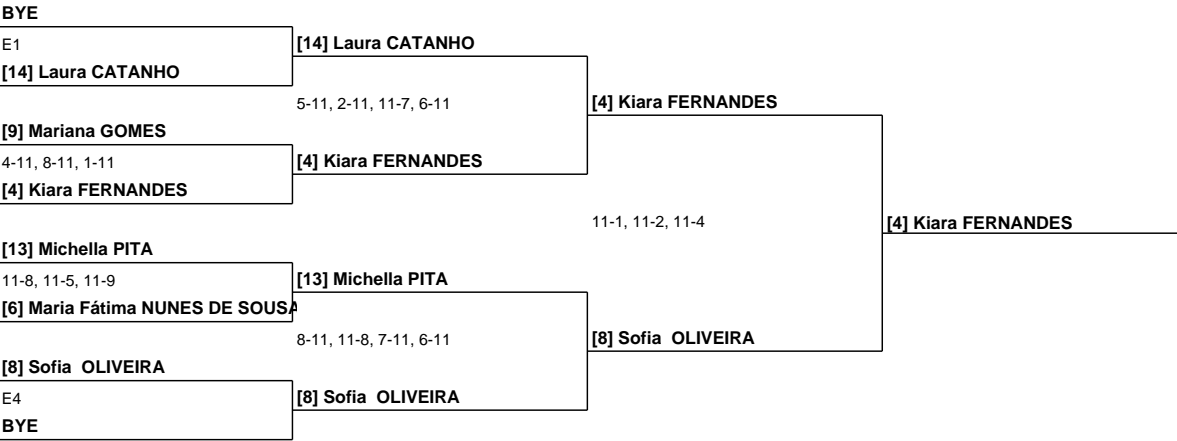 BYE
E1
[14] Laura CATANHO
[14] Laura CATANHO
5-11, 2-11, 11-7, 6-11
[4] Kiara FERNANDES
[9] Mariana GOMES
4-11, 8-11, 1-11
[4] Kiara FERNANDES
[4] Kiara FERNANDES
11-1, 11-2, 11-4
[4] Kiara FERNANDES
[13] Michella PITA
11-8, 11-5, 11-9
[13] Michella PITA
[6] Maria Fátima NUNES DE SOUSA
8-11, 11-8, 7-11, 6-11
[8] Sofia OLIVEIRA
[8] Sofia OLIVEIRA
E4
[8] Sofia OLIVEIRA
BYE